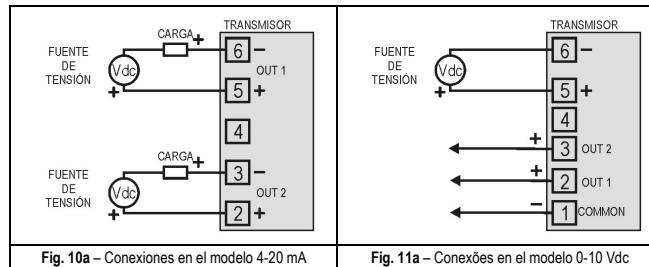 TRANSMISOR
CARGA +
6 -
FUENTE
DE
TENSIÓN
Vdc
OUT 1
+
5 +
4
CARGA +
3 -
FUENTE
DE
TENSIÓN
Vdc
OUT 2
+
2 +
Fig. 10a – Conexiones en el modelo 4-20 mA
TRANSMISOR
6 -
FUENTE
DE
TENSIÓN
Vdc
+
5 +
4
+
3 OUT 2
+
2 OUT 1
-
1 COMMON
Fig. 11a – Conexões en el modelo 0-10 Vdc